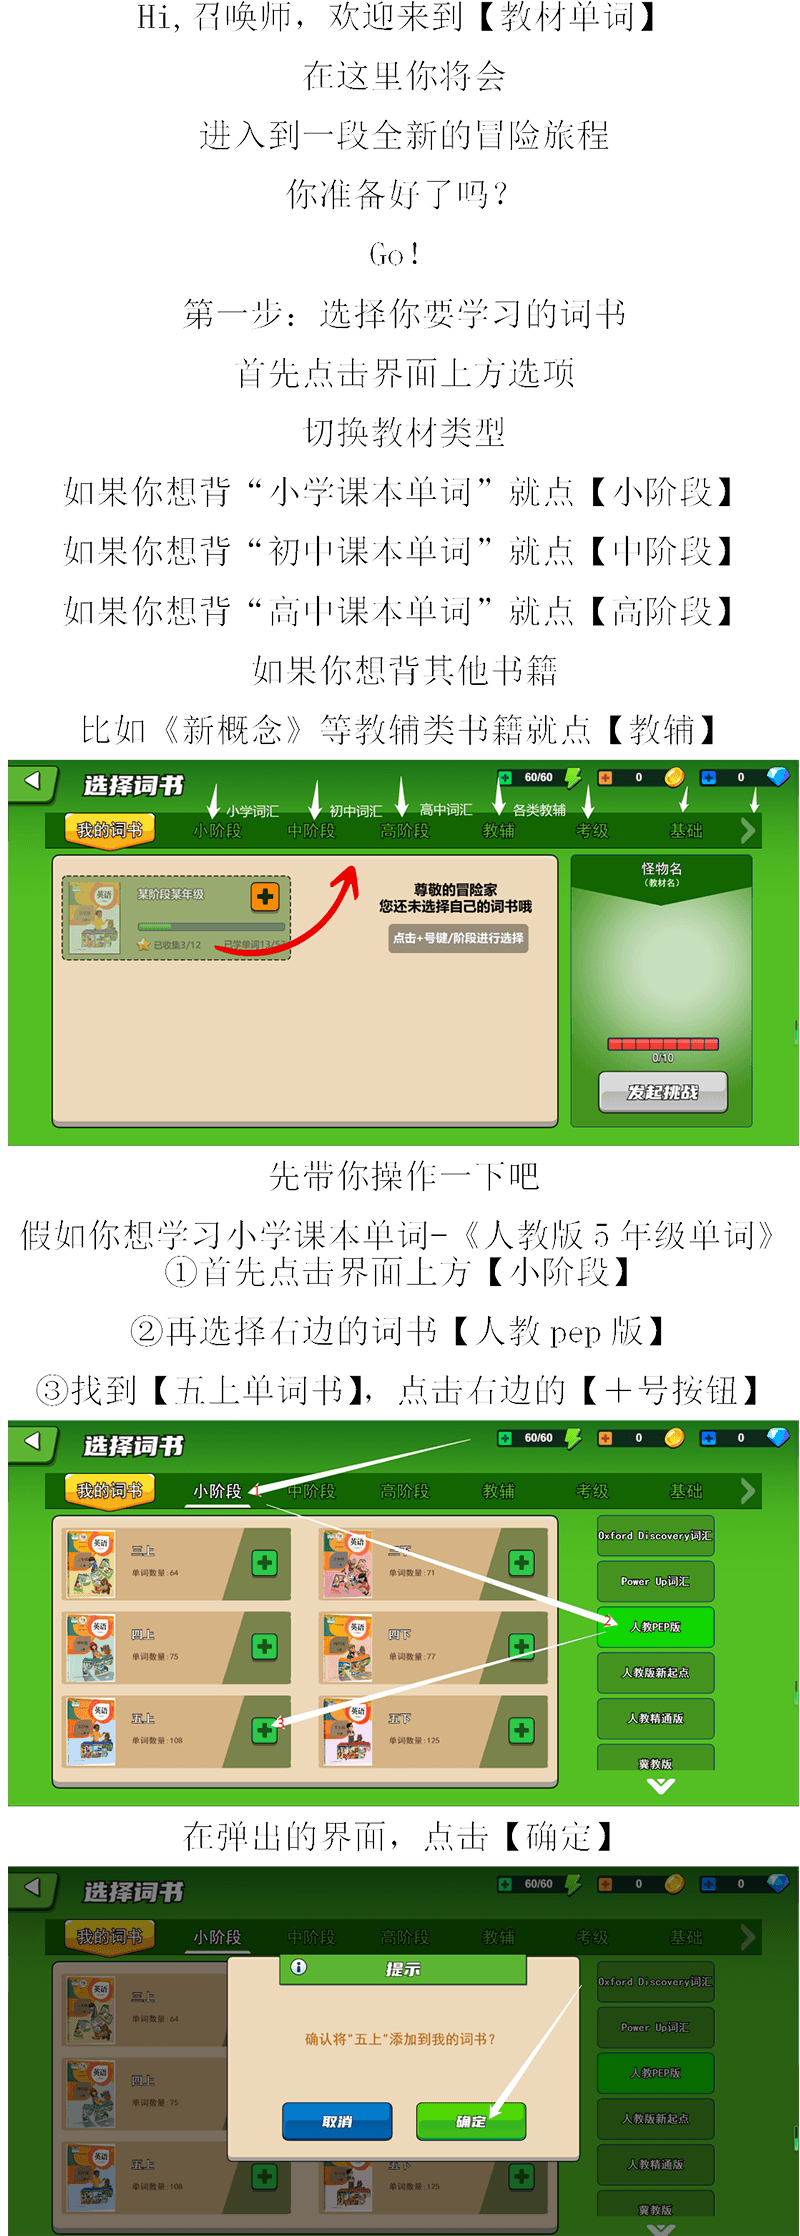 Hi,召唤师，欢迎来到【教材单词】
在这里你将会
进入到一段全新的冒险旅程
你准备好了吗？
Go!
第一步：选择你要学习的词书
首先点击界面上方选项
切换教材类型
如果你想背“小学课本单词”就点【小阶段】
如果你想背“初中课本单词”就点【中阶段】
如果你想背“高中课本单词”就点【高阶段】
如果你想背其他书籍
比如《新概念》等教辅类书籍就点【教辅】
选择词书 60/60 0 0
小学词汇 初中词汇 高中词汇 各类教辅
我的词书 小阶段 中阶段 高阶段 教辅 考级 基础
英语
某阶段某年级
已收集3/12 已学单词13/53
尊敬的冒险家
您还未选择自己的词书哦
点击+号键/阶段进行选择
怪物名
(教材名)
0/10
发起挑战
先带你操作一下吧
假如你想学习小学课本单词-《人教版5年级单词》
①首先点击界面上方【小阶段】
②再选择右边的词书【人教pep版】
③找到【五上单词书】，点击右边的【＋号按钮】
选择词书 60/60 0 0
我的词书 小阶段 1 中阶段 高阶段 教辅 考级 基础
英语 三上 单词数量:64
英语 三下 单词数量:71
英语 四上 单词数量:75
英语 四下 单词数量:77
英语 五上 单词数量:108 3
英语 五下 单词数量:125
Oxford Discovery词汇
Power Up词汇
2 人教PEP版
人教版新起点
人教精通版
冀教版
在弹出的界面，点击【确定】
选择词书 60/60 0 0
我的词书 小阶段 中阶段 高阶段 教辅 考级 基础
提示
确认将"五上"添加到我的词书？
取消 确定
英语 三上 单词数量:64
英语 四上 单词数量:75
英语 五上 单词数量:108
五下 单词数量:125
Oxford Discovery词汇
Power Up词汇
人教PEP版
人教版新起点
人教精通版
冀教版